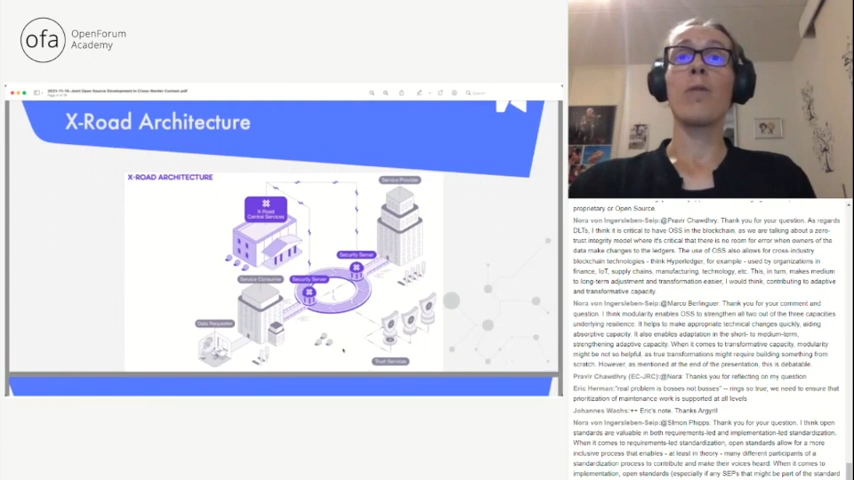 ofa
OpenForum
Academy
2021-11-16-Joint Open Source Development in Cross-Border Context.pdf
Search
X-Road Architecture
X-ROAD ARCHITECTURE
Service Provider
X-Road
Central Services
Security Server
Service Consumer
Security Server
Data Requester
Trust Services
proprietary or Open Source.
Nora von Ingersleben-Seip:@Pravir Chawdhry: Thank you for your question. As regards
DLTs, I think it is critical to have OSS in the blockchain, as we are talking about a zero-
trust integrity model where it's critical that there is no room for error when owners of the
data make changes to the ledgers. The use of OSS also allows for cross-industry
blockchain technologies - think Hyperledger, for example - used by organizations in
finance, IoT, supply chains, manufacturing, technology, etc. This, in turn, makes medium
to long-term adjustment and transformation easier, I would think, contributing to adaptive
and transformative capacity
Nora von Ingersleben-Seip:@Marco Berlinguer: Thank you for your comment and
question. I think modularity enables OSS to strengthen all two out of the three capacities
underlying resilience. It helps to make appropriate technical changes quickly, aiding
absorptive capacity. It also enables adaptation in the short- to medium-term,
strengthening adaptive capacity. When it comes to transformative capacity, modularity
might be not so helpful, as true transformations might require building something from
scratch. However, as mentioned at the end of the presentation, this is debatable.
Pravir Chawdhry (EC-JRC):@Nora: Thanks you for reflecting on my question
Eric Herman:"real problem is bosses not busses" -- rings so true, we need to ensure that
prioritization of maintenance work is supported at all levels
Johannes Wachs:++ Eric's note. Thanks Argyri!
Nora von Ingersleben-Seip:@Simon Phipps: Thank you for your question. I think open
standards are valuable in both requirements-led and implementation-led standardization.
When it comes to requirements-led standardization, open standards allow for a more
inclusive process that enables - at least in theory - many different participants of a
standardization process to contribute and make their voices heard. When it comes to
implementation, open standards (especially if any SEPs that might be part of the standard